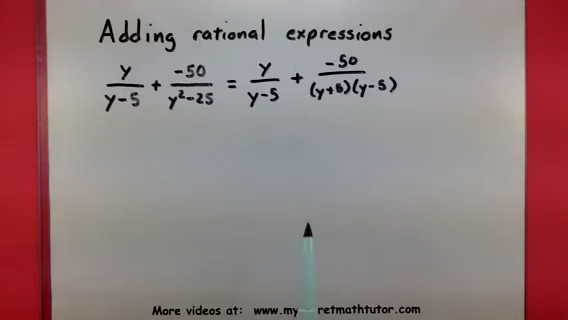 Adding rational expressions
y/(y-5) + -50/(y²-25) = y/(y-5) + -50/((y+5)(y-5))
More videos at: www.my retmathtutor.com